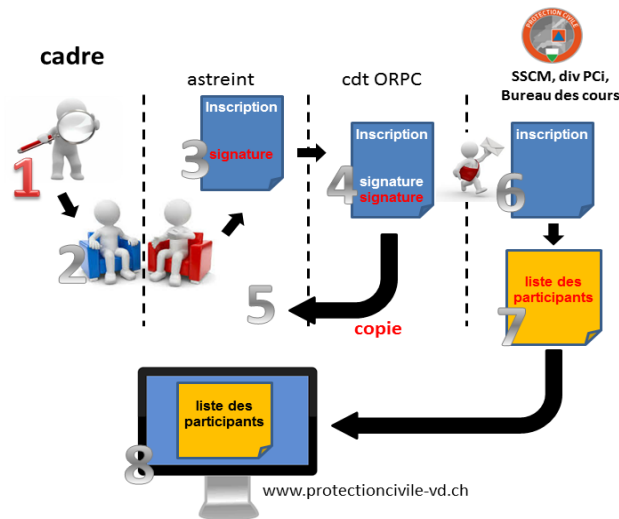 PROTECTION CIVILE
cadre
astreint
cdt ORPC
SSCM, div PCi,
Bureau des cours
1
2
3
Inscription
signature
4
Inscription
signature
signature
5
copie
6
inscription
7
liste des
participants
8
liste des
participants
www.protectioncivile-vd.ch